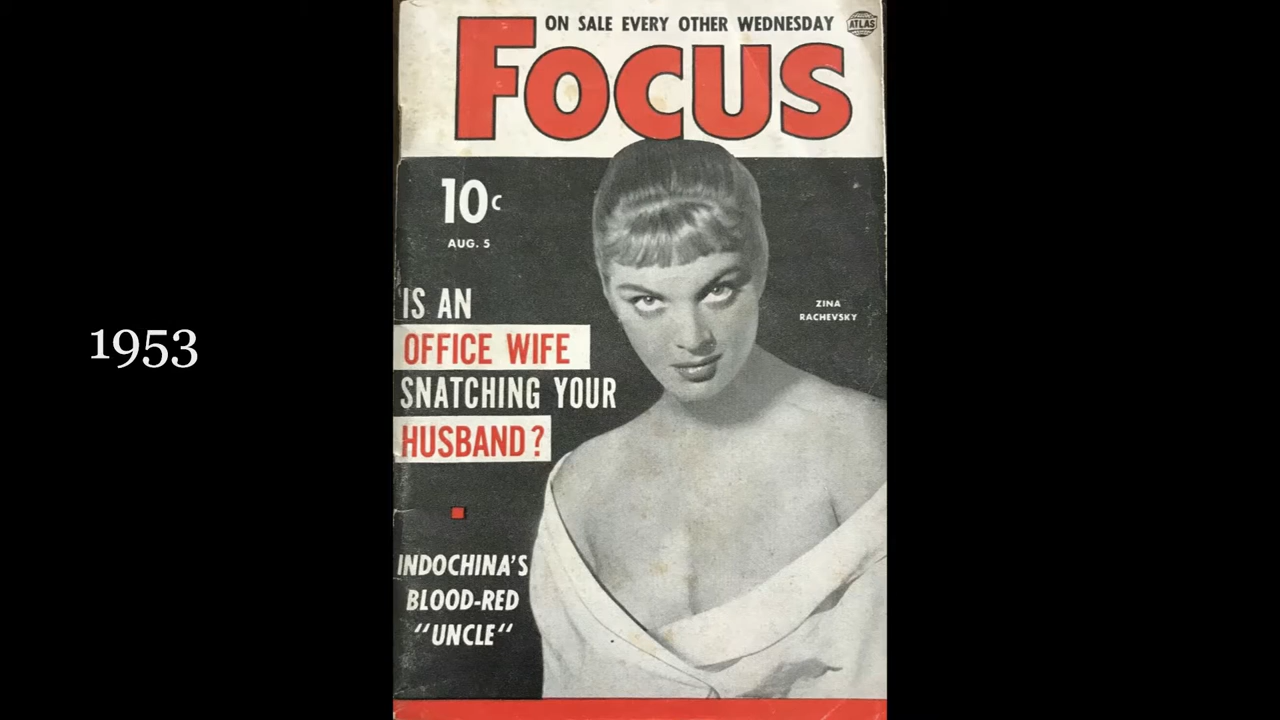 ON SALE EVERY OTHER WEDNESDAY
ATLAS
FOCUS
10c
AUG. 5
IS AN
OFFICE WIFE
SNATCHING YOUR
HUSBAND?
ZINA
RACHEVSKY
INDOCHINA'S
BLOOD-RED
"UNCLE"
1953